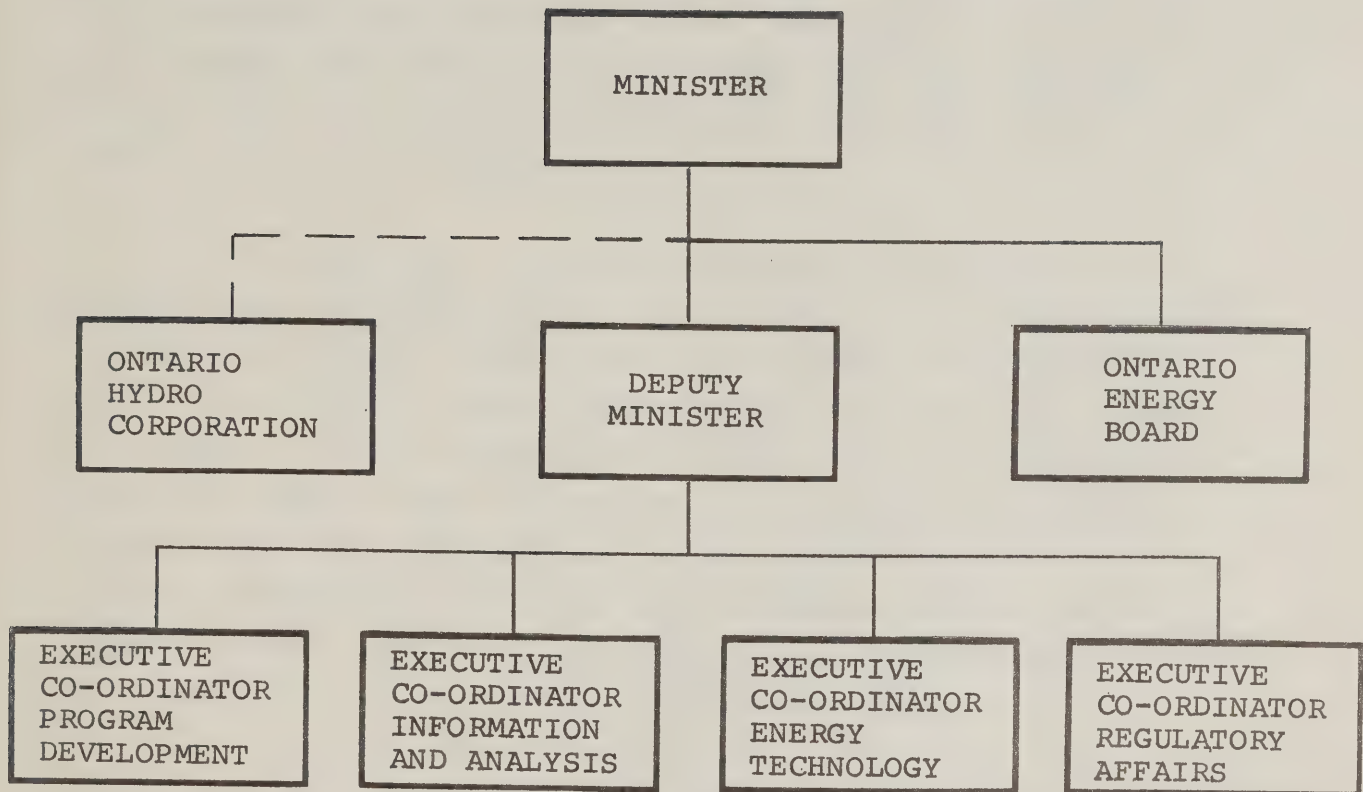 MINISTER
ONTARIO
HYDRO
CORPORATION
DEPUTY
MINISTER
ONTARIO
ENERGY
BOARD
EXECUTIVE
CO-ORDINATOR
PROGRAM
DEVELOPMENT
EXECUTIVE
CO-ORDINATOR
INFORMATION
AND ANALYSIS
EXECUTIVE
CO-ORDINATOR
ENERGY
TECHNOLOGY
EXECUTIVE
CO-ORDINATOR
REGULATORY
AFFAIRS